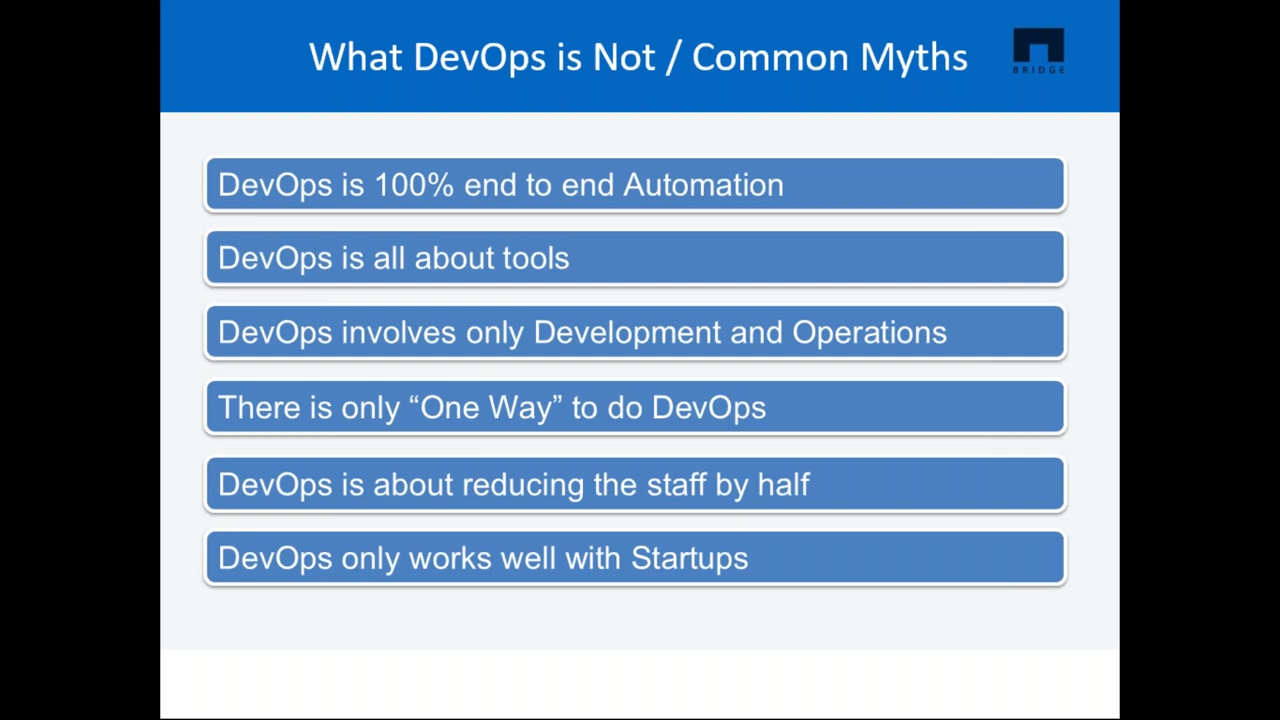 What DevOps is Not / Common Myths
BRIDGE
DevOps is 100% end to end Automation
DevOps is all about tools
DevOps involves only Development and Operations
There is only “One Way” to do DevOps
DevOps is about reducing the staff by half
DevOps only works well with Startups